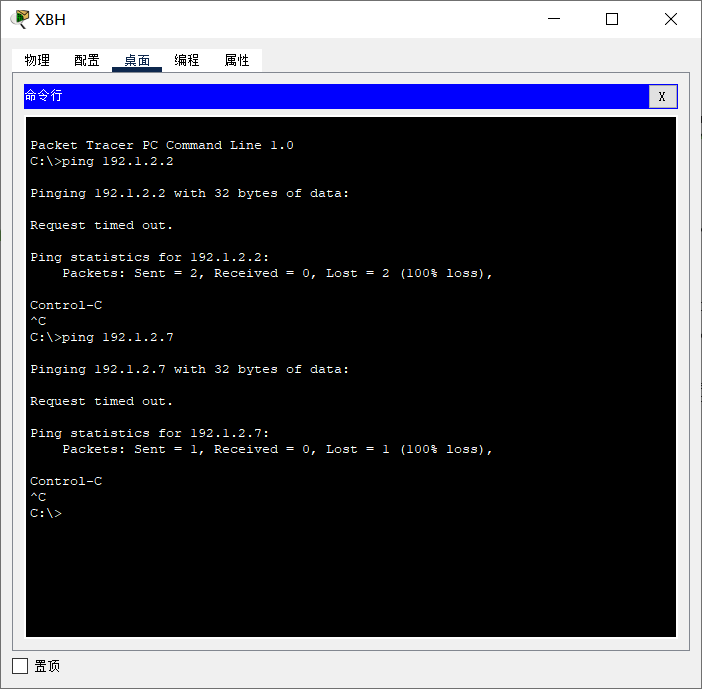 XBH
物理 配置 桌面 编程 属性
命令行 X
Packet Tracer PC Command Line 1.0
C:\>ping 192.1.2.2
Pinging 192.1.2.2 with 32 bytes of data:
Request timed out.
Ping statistics for 192.1.2.2:
    Packets: Sent = 2, Received = 0, Lost = 2 (100% loss),
Control-C
^C
C:\>ping 192.1.2.7
Pinging 192.1.2.7 with 32 bytes of data:
Request timed out.
Ping statistics for 192.1.2.7:
    Packets: Sent = 1, Received = 0, Lost = 1 (100% loss),
Control-C
^C
C:\>
置顶